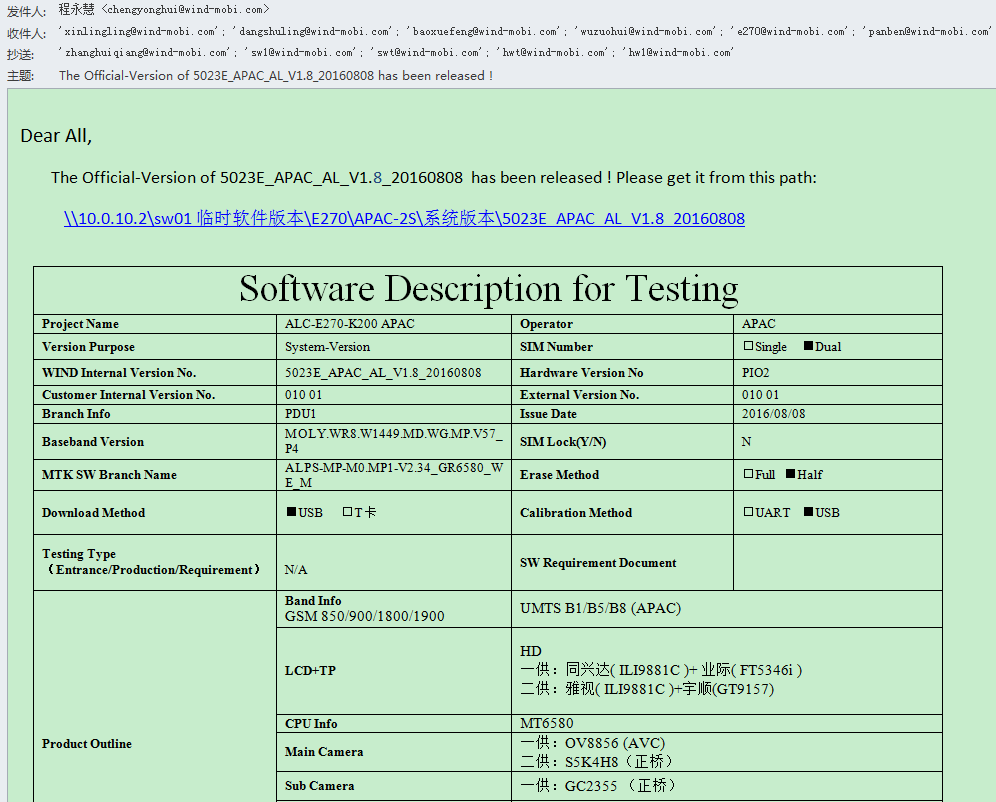 发件人: 程永慧 <chengyonghui@wind-mobi.com>
收件人: 'xinlingling@wind-mobi.com'; 'dangshuling@wind-mobi.com'; 'baoxuefeng@wind-mobi.com'; 'wuzuohui@wind-mobi.com'; 'e270@wind-mobi.com'; 'panben@wind-mobi.com'
抄送: 'zhanghuiqiang@wind-mobi.com'; 'sw1@wind-mobi.com'; 'swt@wind-mobi.com'; 'hwt@wind-mobi.com'; 'hw1@wind-mobi.com'
主题: The Official-Version of 5023E_APAC_AL_V1.8_20160808 has been released !
Dear All,
The Official-Version of 5023E_APAC_AL_V1.8_20160808 has been released ! Please get it from this path:
\\10.0.10.2\sw01 临时软件版本\E270\APAC-2S\系统版本\5023E_APAC_AL_V1.8_20160808
Software Description for Testing
Project Name ALC-E270-K200 APAC Operator APAC
Version Purpose System-Version SIM Number □Single ■Dual
WIND Internal Version No. 5023E_APAC_AL_V1.8_20160808 Hardware Version No PIO2
Customer Internal Version No. 010 01 External Version No. 010 01
Branch Info PDU1 Issue Date 2016/08/08
Baseband Version MOLY.WR8.W1449.MD.WG.MP.V57_
P4 SIM Lock(Y/N) N
MTK SW Branch Name ALPS-MP-M0.MP1-V2.34_GR6580_W
E_M Erase Method □Full ■Half
Download Method ■USB □T卡 Calibration Method □UART ■USB
Testing Type
（Entrance/Production/Requirement） N/A SW Requirement Document
Product Outline
Band Info
GSM 850/900/1800/1900 UMTS B1/B5/B8 (APAC)
LCD+TP HD
一供：同兴达( ILI9881C )+ 业际( FT5346i )
二供：雅视( ILI9881C )+宇顺(GT9157)
CPU Info MT6580
Main Camera 一供：OV8856 (AVC)
二供：S5K4H8（正桥）
Sub Camera 一供：GC2355 （正桥）